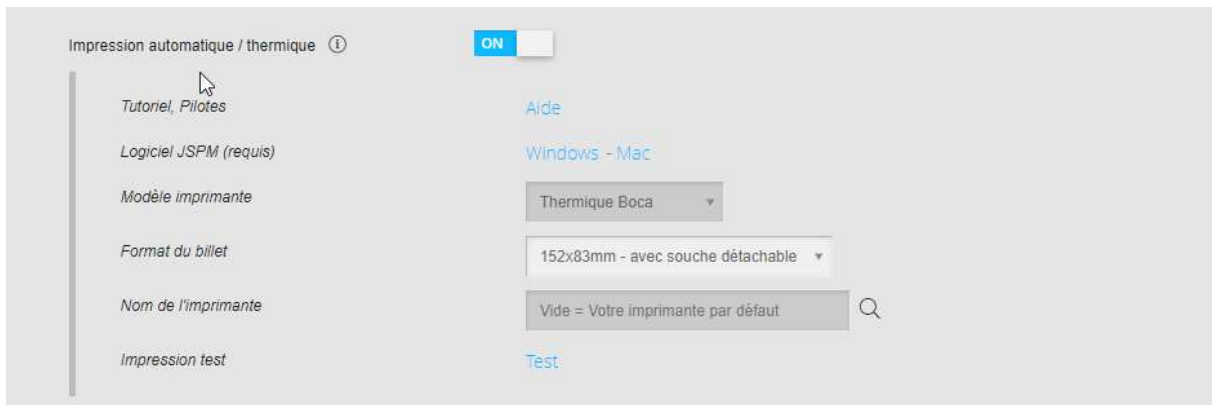 Impression automatique / thermique ON
Tutoriel, Pilotes Aide
Logiciel JSPM (requis) Windows - Mac
Modèle imprimante Thermique Boca
Format du billet 152x83mm - avec souche détachable
Nom de l'imprimante Vide = Votre imprimante par défaut
Impression test Test